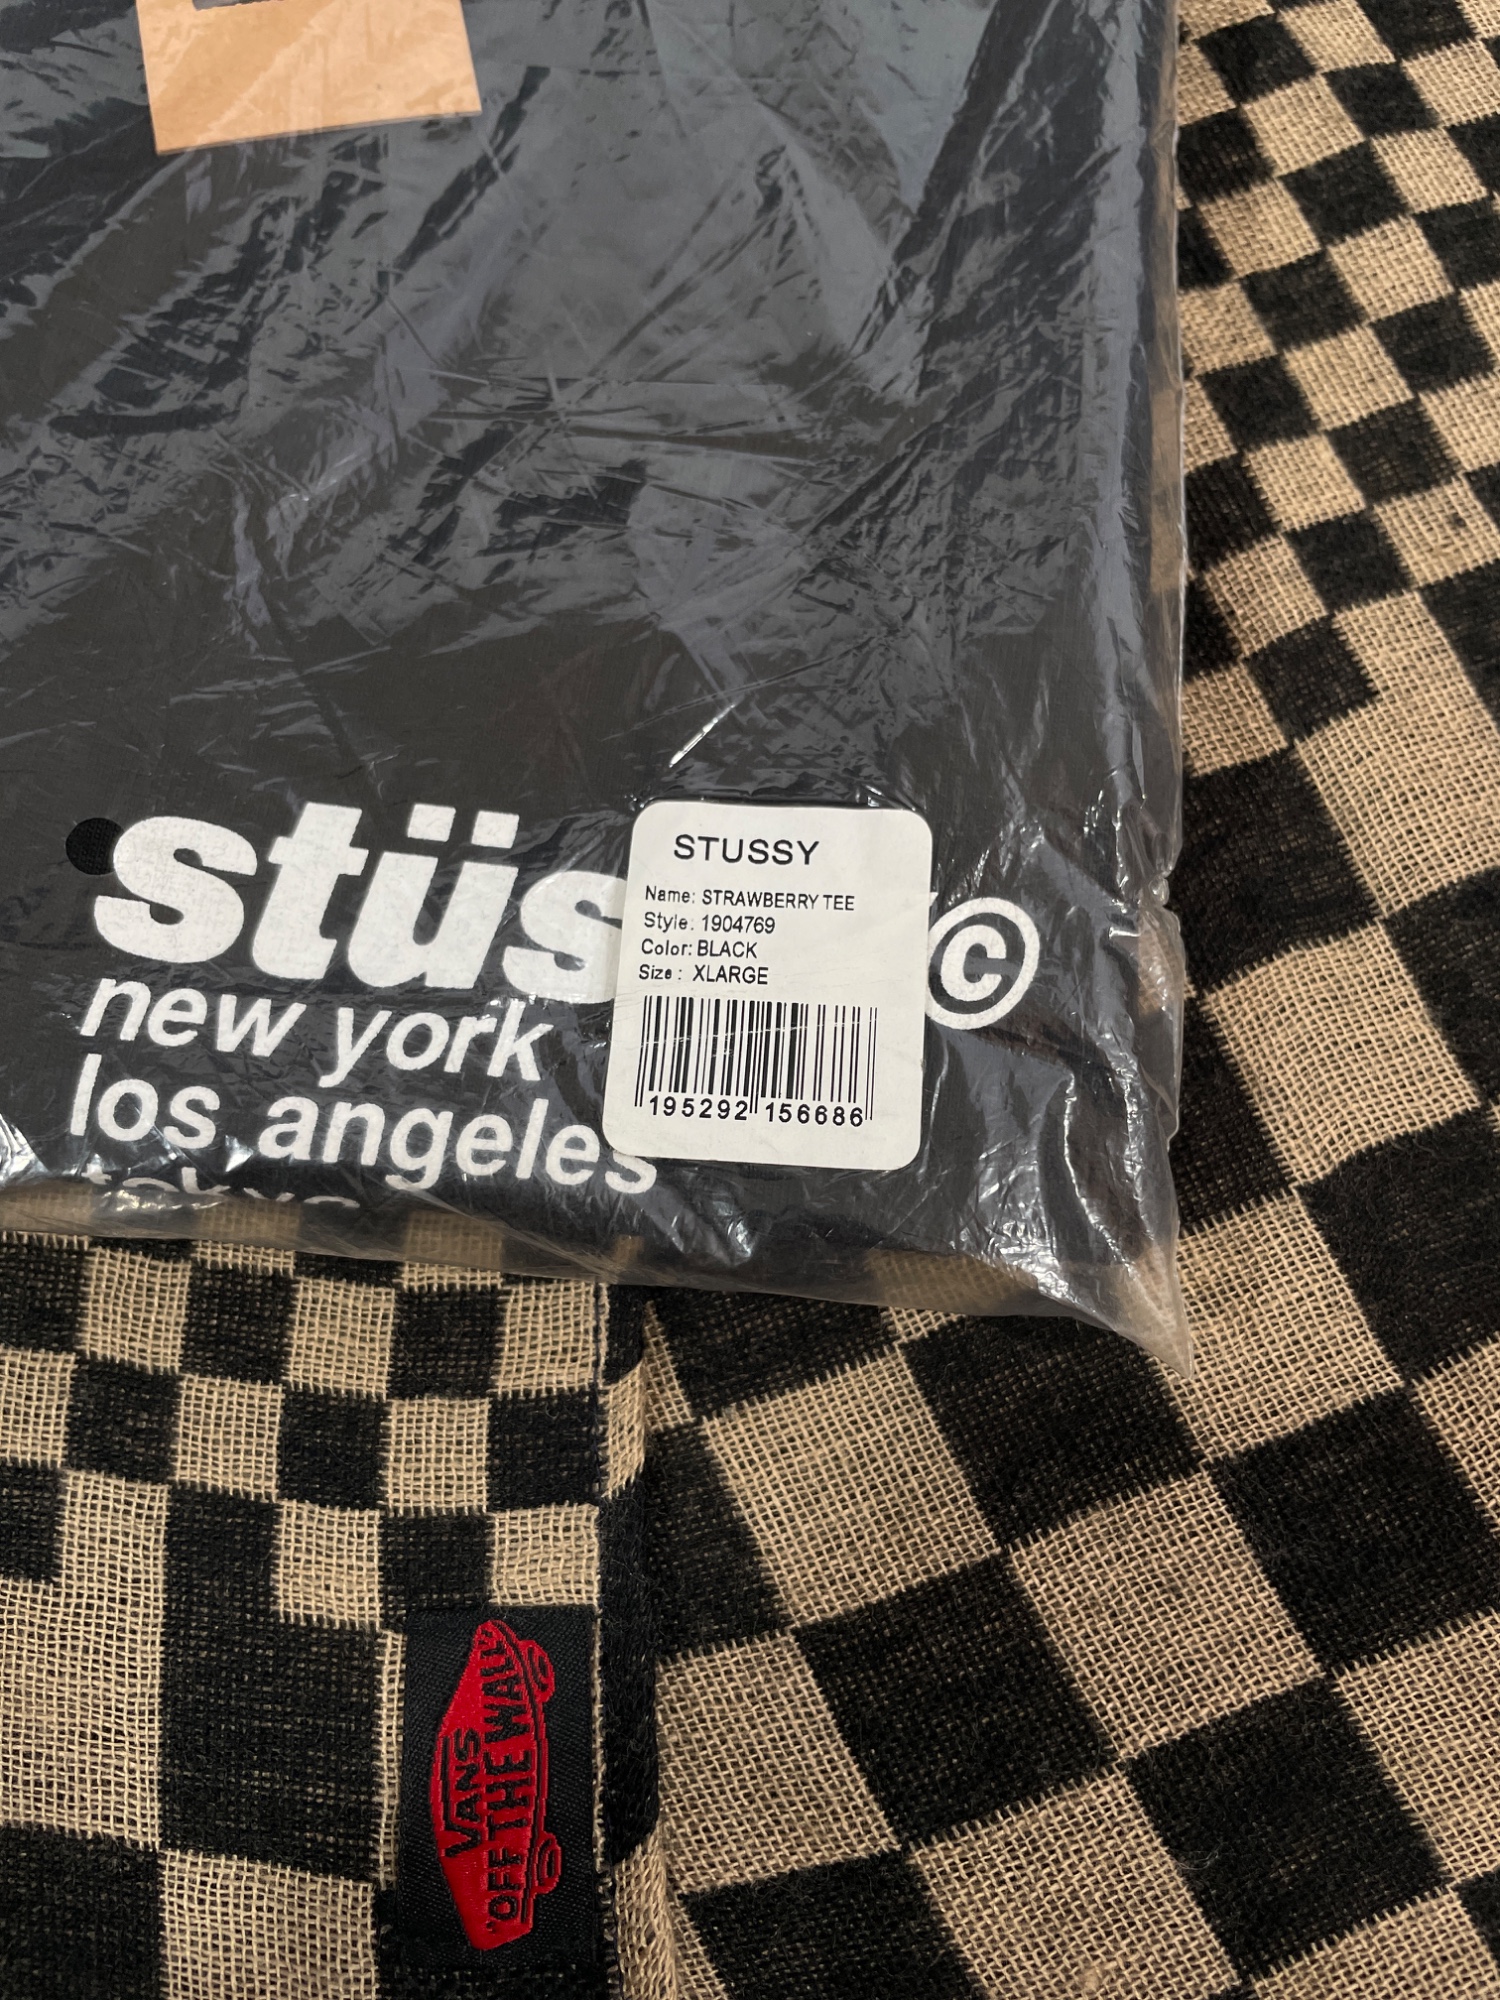 stüs
©
new york
los angeles
tokyo
STUSSY
Name: STRAWBERRY TEE
Style: 1904769
Color: BLACK
Size: XLARGE
195292 156686
VANS
"OFF THE WALL"